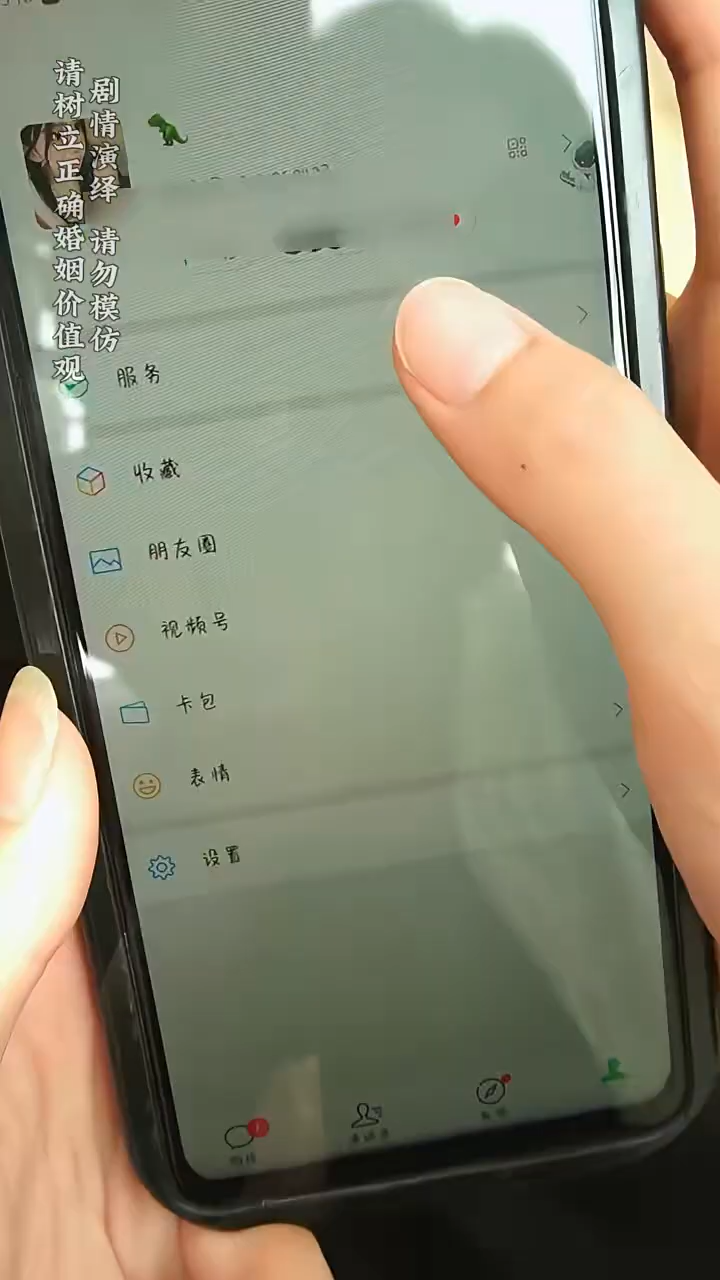 剧情演绎 请勿模仿
请树立正确婚姻价值观
服务
收藏
朋友圈
视频号
卡包
表情
设置